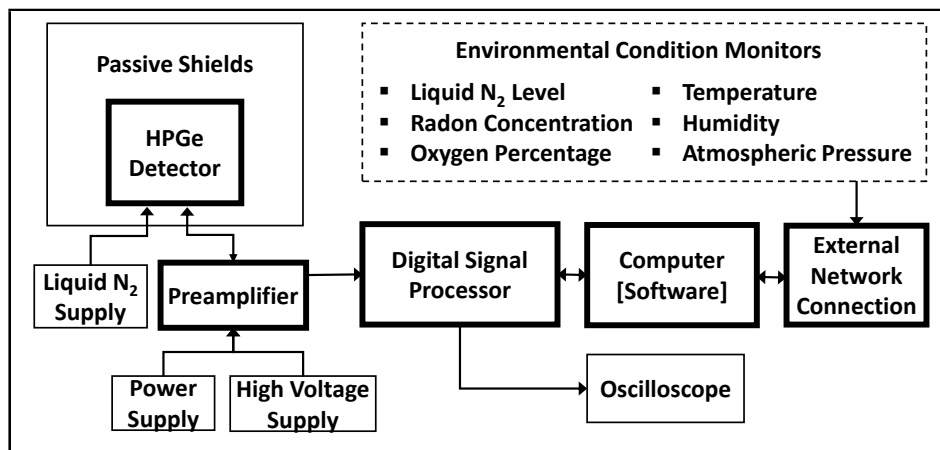 Passive Shields
HPGe
Detector
Environmental Condition Monitors
▪ Liquid N₂ Level
▪ Radon Concentration
▪ Oxygen Percentage
▪ Temperature
▪ Humidity
▪ Atmospheric Pressure
Liquid N₂
Supply
Preamplifier
Digital Signal
Processor
Computer
[Software]
External
Network
Connection
Power
Supply
High Voltage
Supply
Oscilloscope